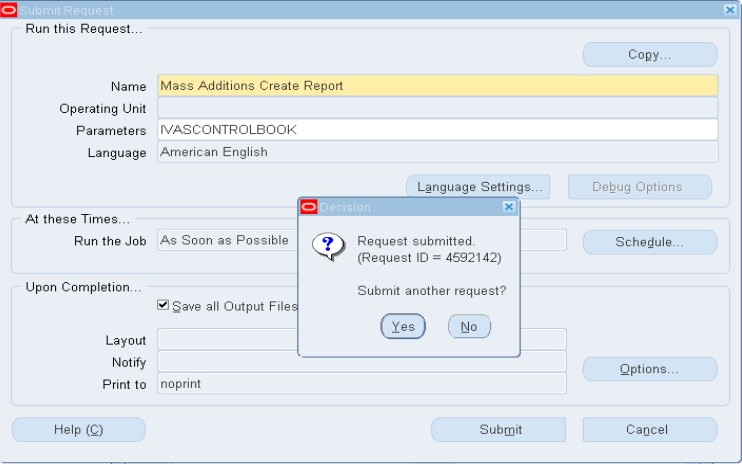 Submit Request
Run this Request...
Copy...
Name Mass Additions Create Report
Operating Unit
Parameters IVASCONTROLBOOK
Language American English
Language Settings... Debug Options
Decision
At these Times...
Run the Job As Soon as Possible
Schedule...
?
Request submitted.
(Request ID = 4592142)
Submit another request?
Yes No
Upon Completion...
Save all Output Files
Layout
Notify
Options...
Print to noprint
Help (C) Submit Cancel